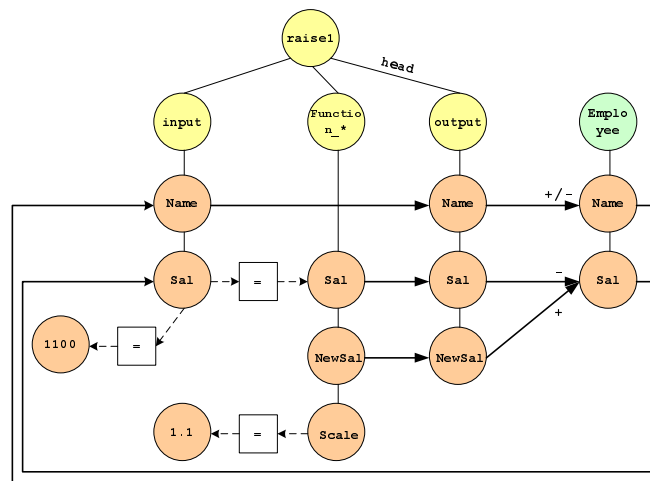 raise1
head
input
Functio
n_*
output
Emplo
yee
+/-
Name
Name
Name
-
Sal
=
Sal
Sal
Sal
+
1100
=
NewSal
NewSal
1.1
=
Scale